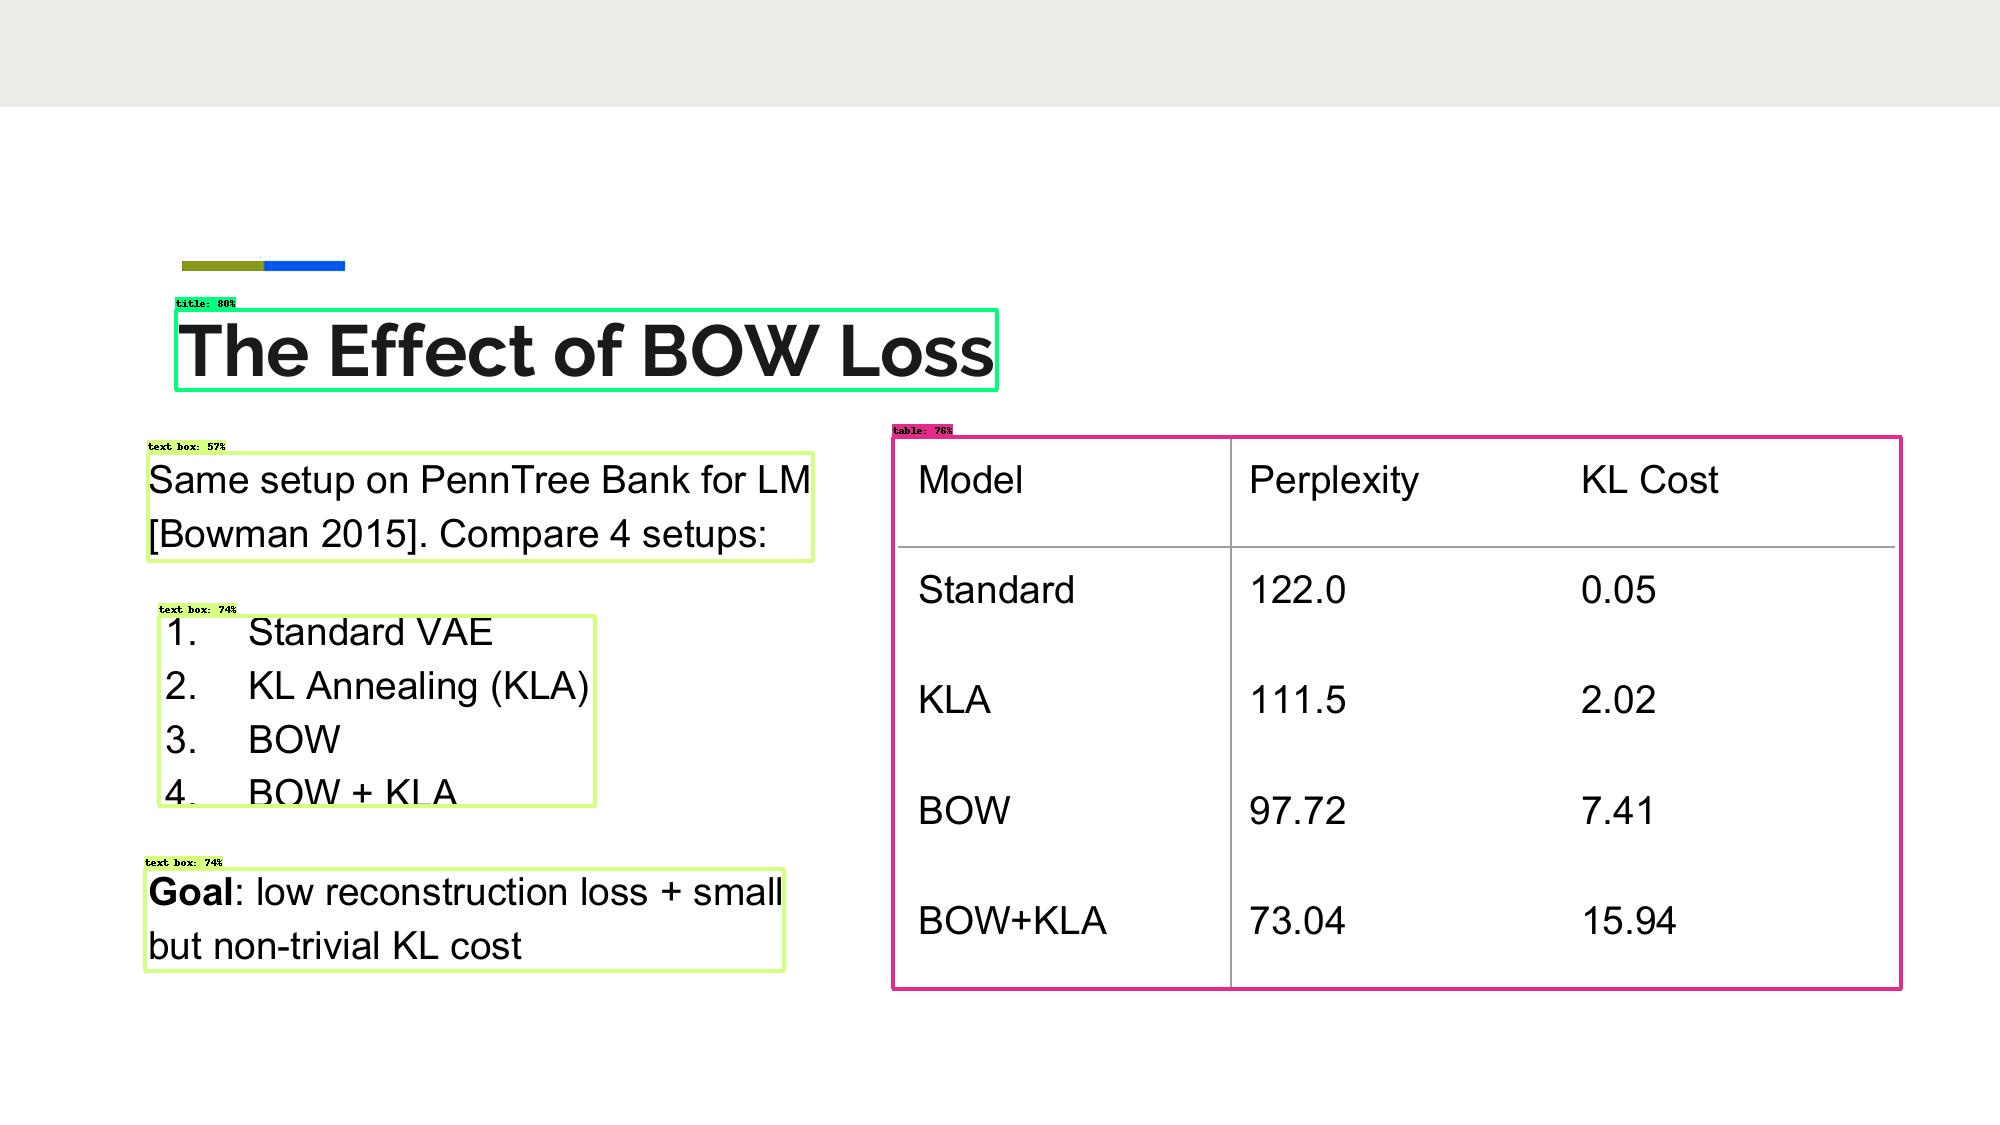 title: 80%
The Effect of BOW Loss
text box: 57%
Same setup on PennTree Bank for LM
[Bowman 2015]. Compare 4 setups:
text box: 74%
1. Standard VAE
2. KL Annealing (KLA)
3. BOW
4. BOW + KLA
text box: 74%
Goal: low reconstruction loss + small
but non-trivial KL cost
table: 76%
Model Perplexity KL Cost
Standard 122.0 0.05
KLA 111.5 2.02
BOW 97.72 7.41
BOW+KLA 73.04 15.94